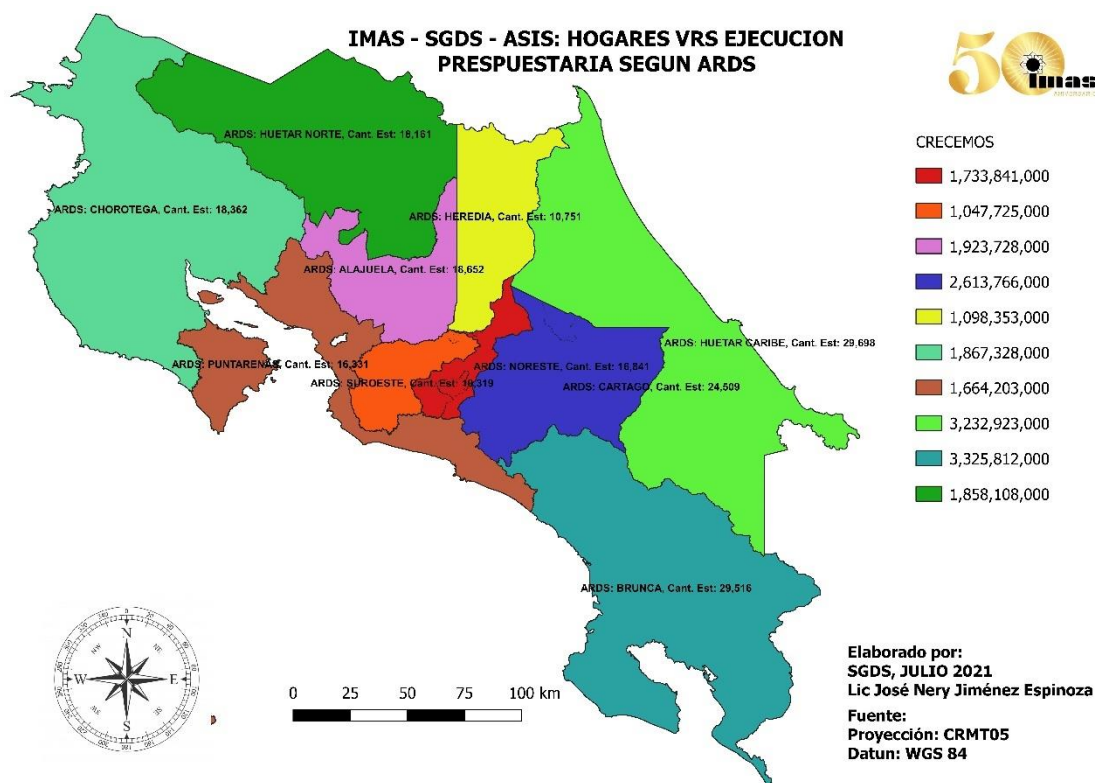 IMAS - SGDS - ASIS: HOGARES VRS EJECUCION
PRESPUESTARIA SEGUN ARDS
50
imas
CRECEMOS
1,733,841,000
1,047,725,000
1,923,728,000
2,613,766,000
1,098,353,000
1,867,328,000
1,664,203,000
3,232,923,000
3,325,812,000
1,858,108,000
ARDS: HUETAR NORTE, Cant. Est: 18,161
ARDS: CHOROTEGA, Cant. Est: 18,362
ARDS: HEREDIA, Cant. Est: 10,751
ARDS: ALAJUELA, Cant. Est: 18,652
ARDS: HUETAR CARIBE, Cant. Est: 29,698
ARDS: PUNTARENAS, Cant. Est: 16,331
ARDS: NORESTE, Cant. Est: 16,841
ARDS: SUROESTE, Cant. Est: 10,319
ARDS: CARTAGO, Cant. Est: 24,509
ARDS: BRUNCA, Cant. Est: 29,516
N
NW
NE
W
E
S
0 25 50 75 100 km
Elaborado por:
SGDS, JULIO 2021
Lic José Nery Jiménez Espinoza
Fuente:
Proyección: CRMT05
Datun: WGS 84